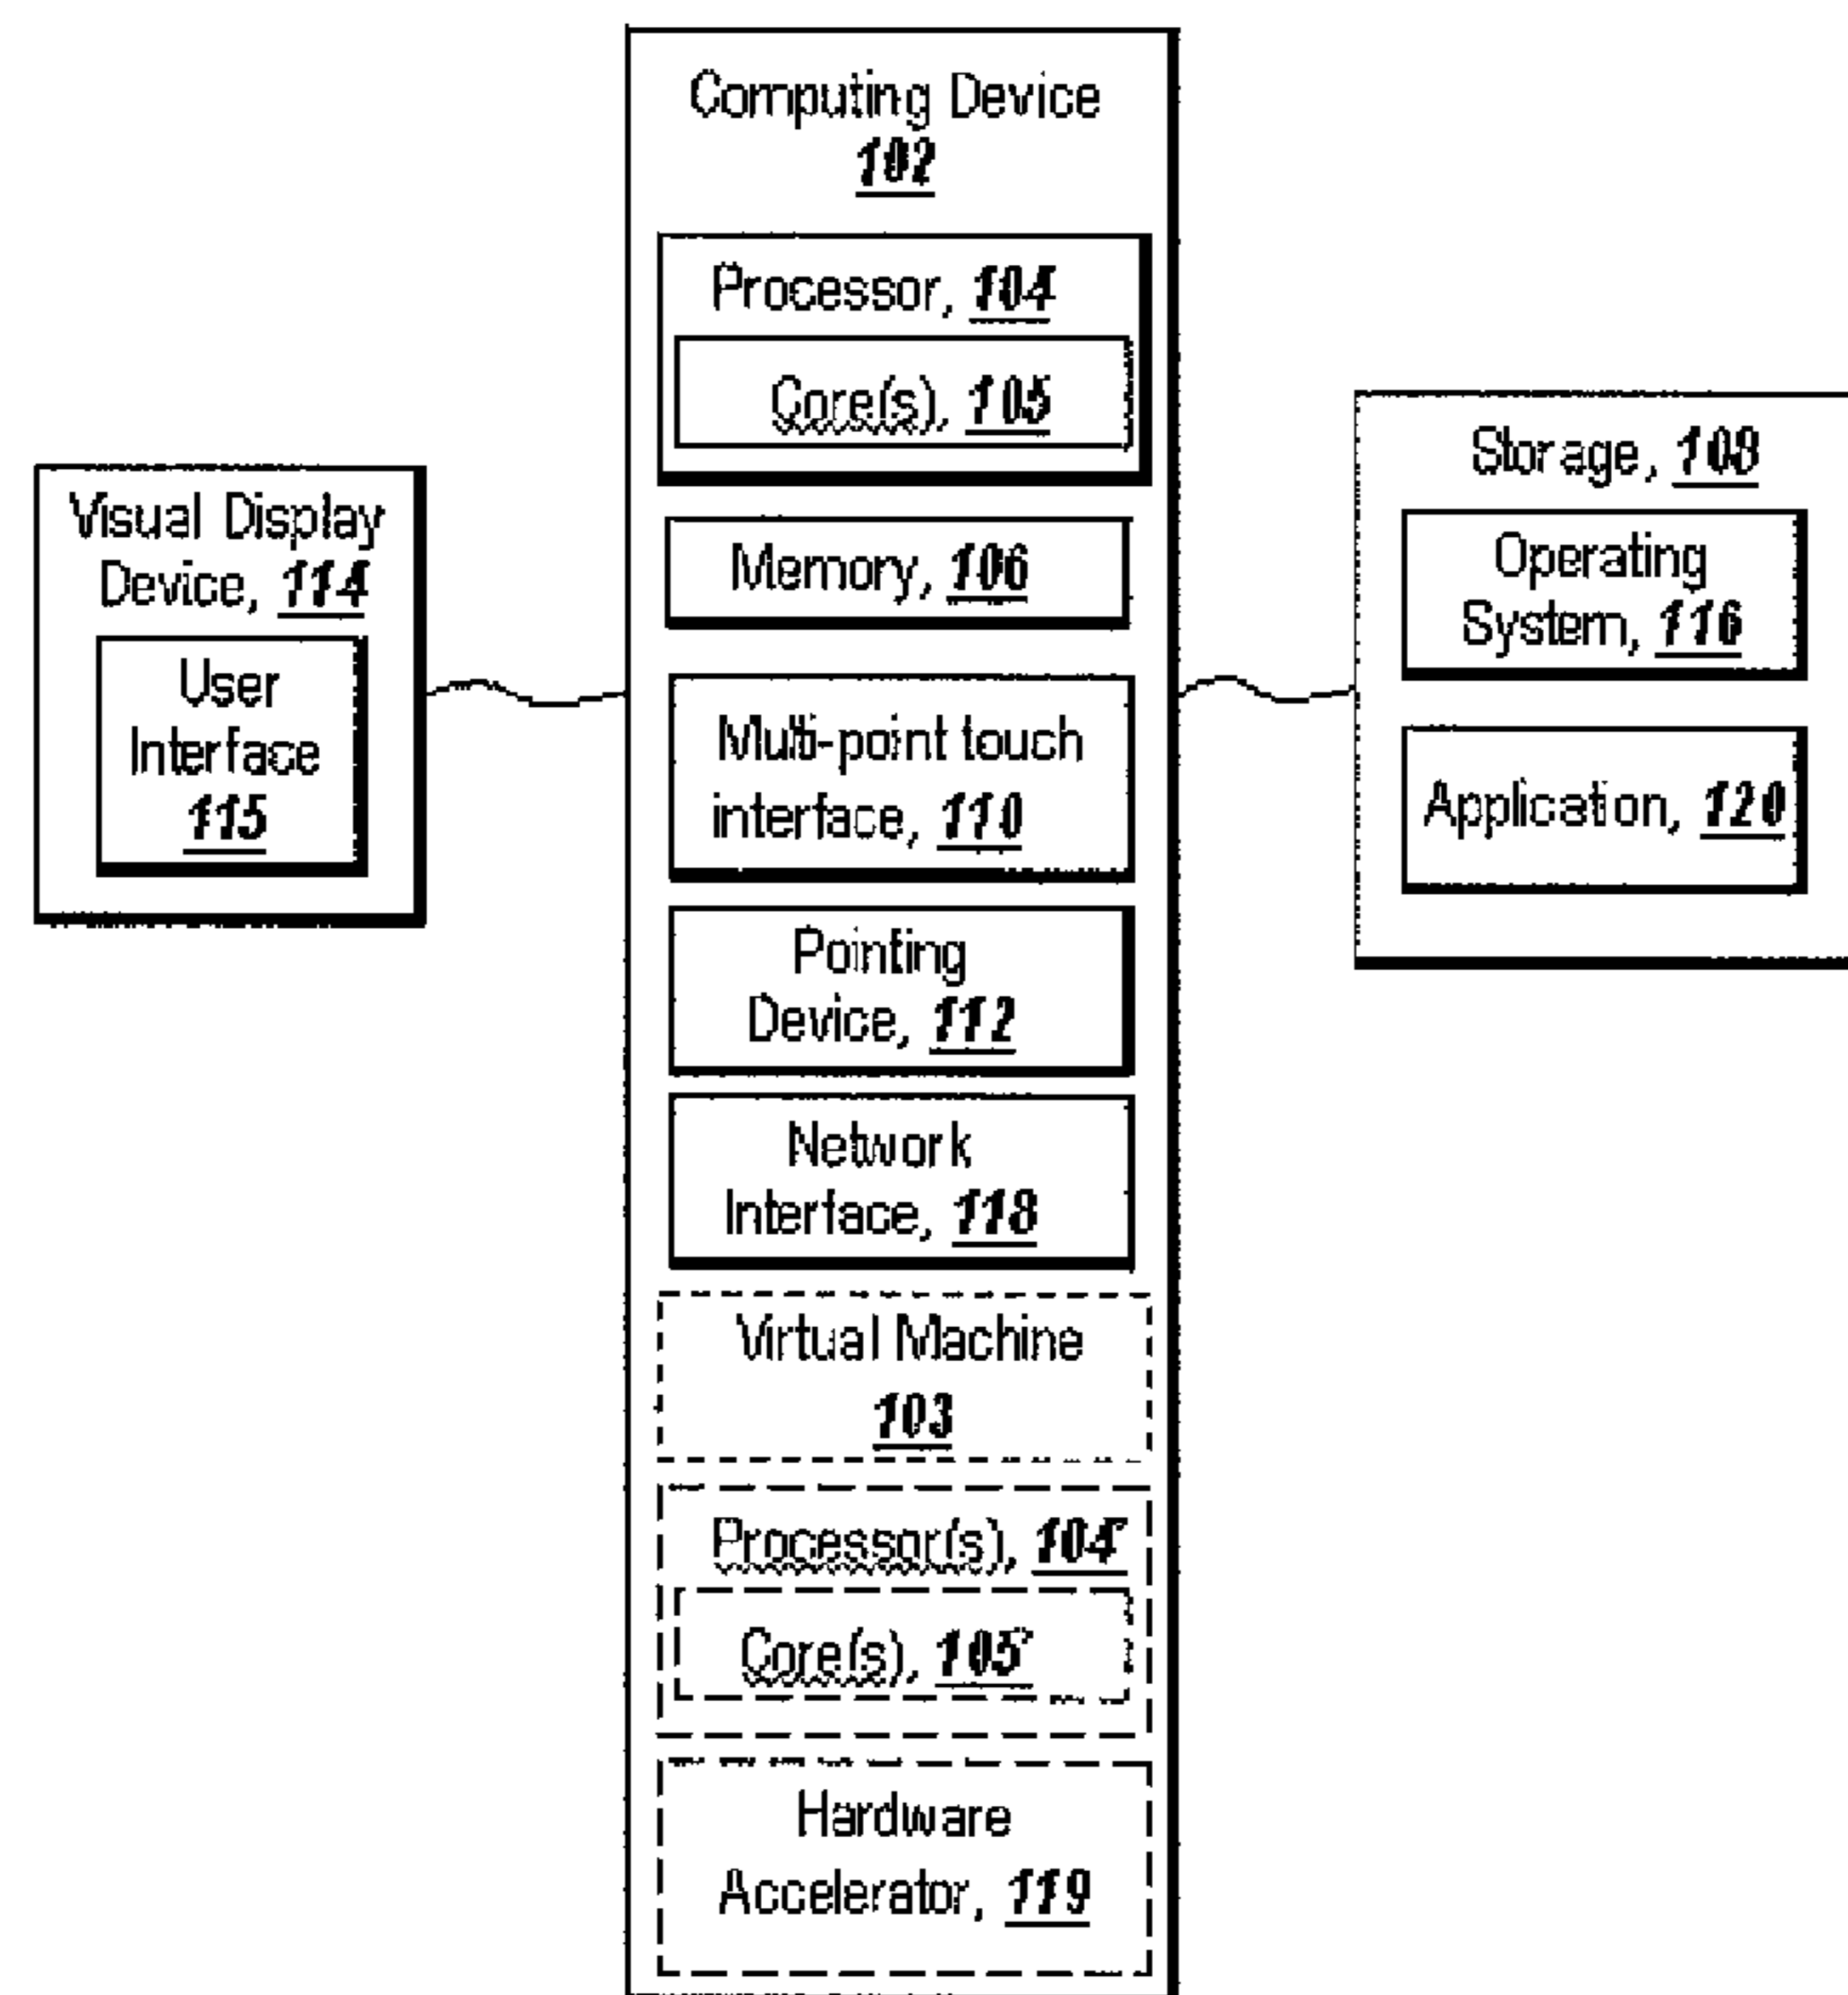 Computing Device
102
Processor, 104
Core(s), 105
Memory, 106
Multi-point touch
interface, 110
Pointing
Device, 112
Network
Interface, 118
Virtual Machine
103
Processor(s), 104'
Core(s), 105'
Hardware
Accelerator, 119
Visual Display
Device, 114
User
Interface
115
Storage, 108
Operating
System, 116
Application, 120